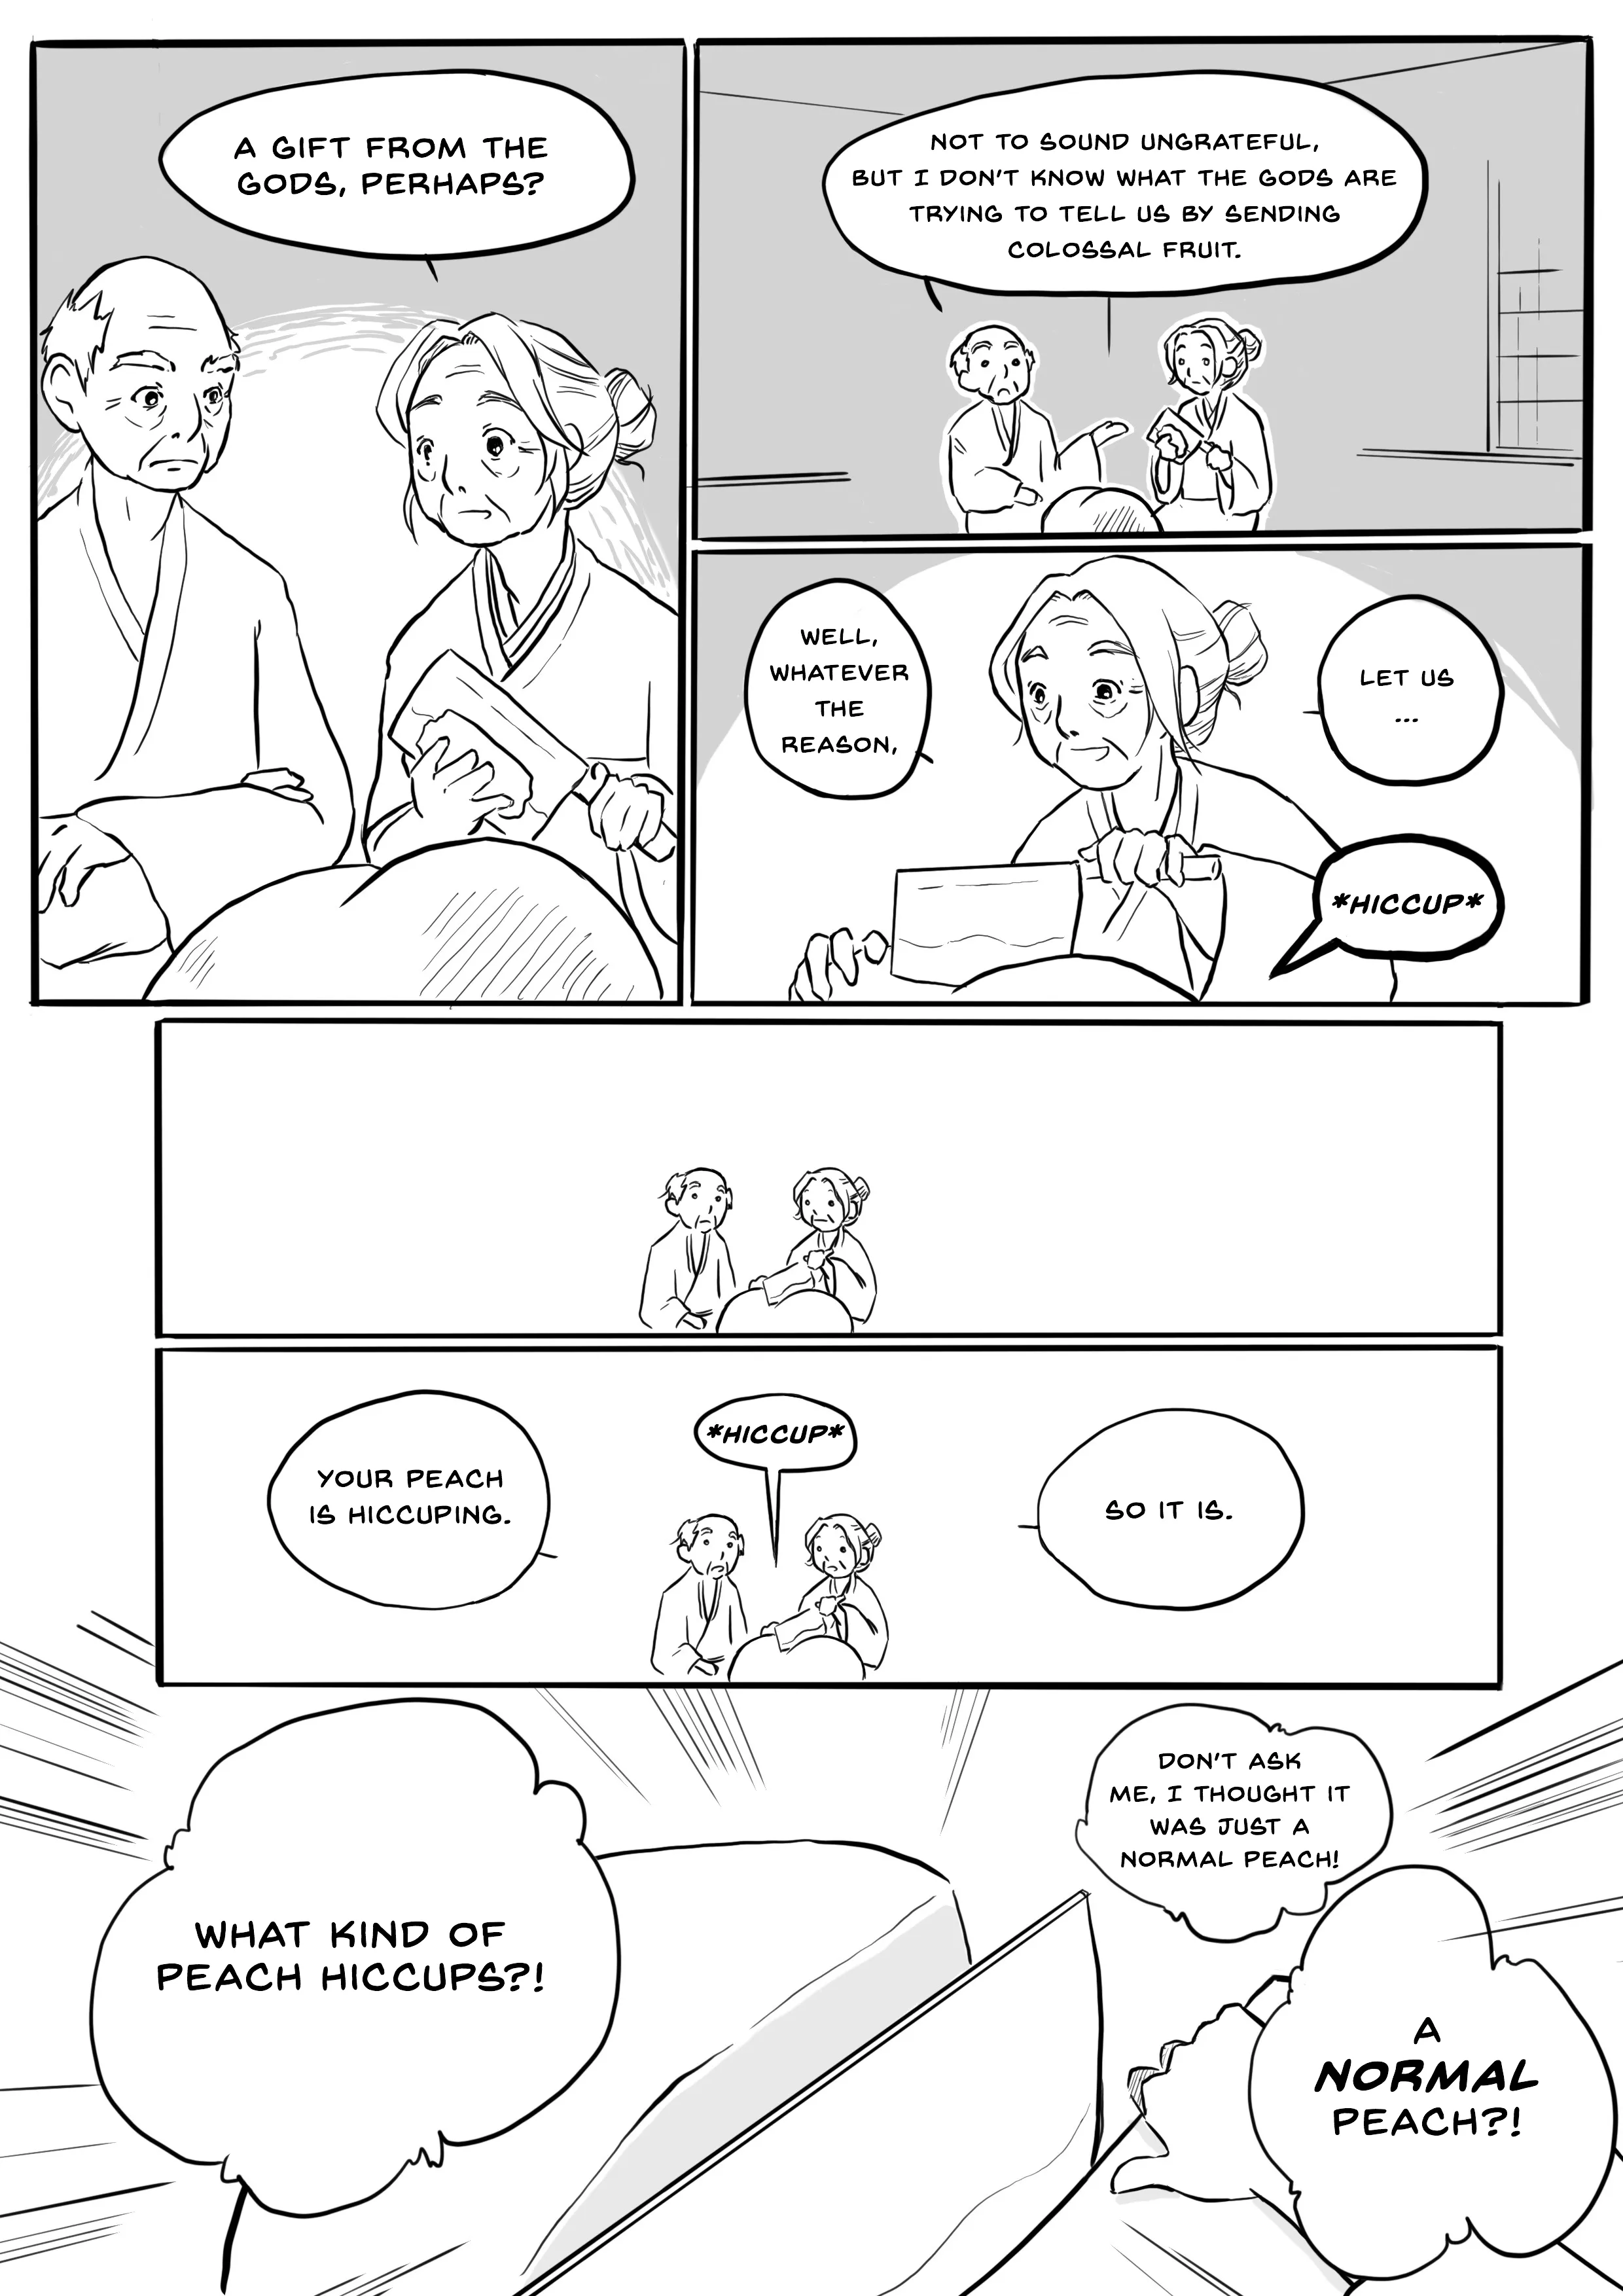 A GIFT FROM THE
GODS, PERHAPS?
NOT TO SOUND UNGRATEFUL,
BUT I DON'T KNOW WHAT THE GODS ARE
TRYING TO TELL US BY SENDING
COLOSSAL FRUIT.
WELL,
WHATEVER
THE
REASON,
LET US
...
*HICCUP*
YOUR PEACH
IS HICCUPING.
*HICCUP*
SO IT IS.
WHAT KIND OF
PEACH HICCUPS?!
DON'T ASK
ME, I THOUGHT IT
WAS JUST A
NORMAL PEACH!
A
NORMAL
PEACH?!